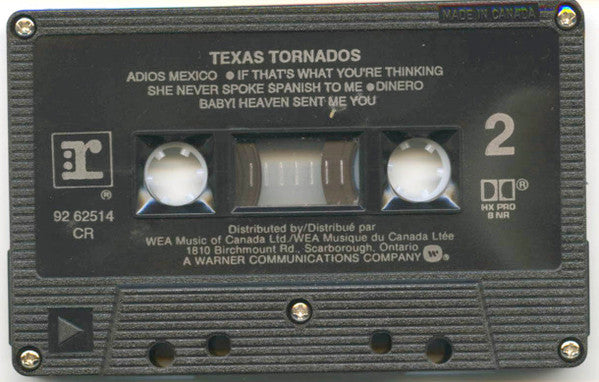 MADE IN CANADA
TEXAS TORNADOS
ADIOS MEXICO ● IF THAT'S WHAT YOU'RE THINKING
SHE NEVER SPOKE SPANISH TO ME ● DINERO
BABY! HEAVEN SENT ME YOU
2
r
®
92 62514
CR
DOLBY HX PRO
B NR
Distributed by/Distribué par
WEA Music of Canada Ltd./WEA Musique du Canada Ltée
1810 Birchmount Rd., Scarborough, Ontario
A WARNER COMMUNICATIONS COMPANY W ®